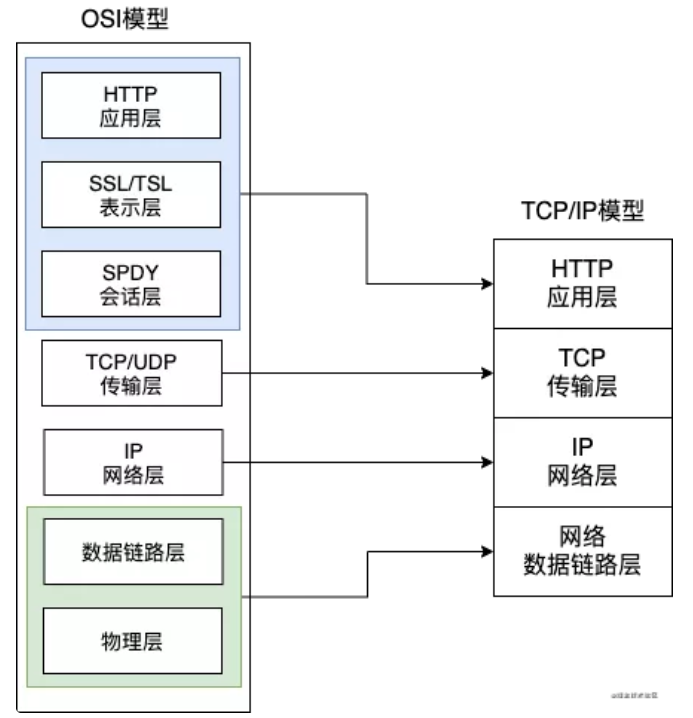 OSI模型
HTTP
应用层
SSL/TSL
表示层
SPDY
会话层
TCP/UDP
传输层
IP
网络层
数据链路层
物理层
TCP/IP模型
HTTP
应用层
TCP
传输层
IP
网络层
网络
数据链路层